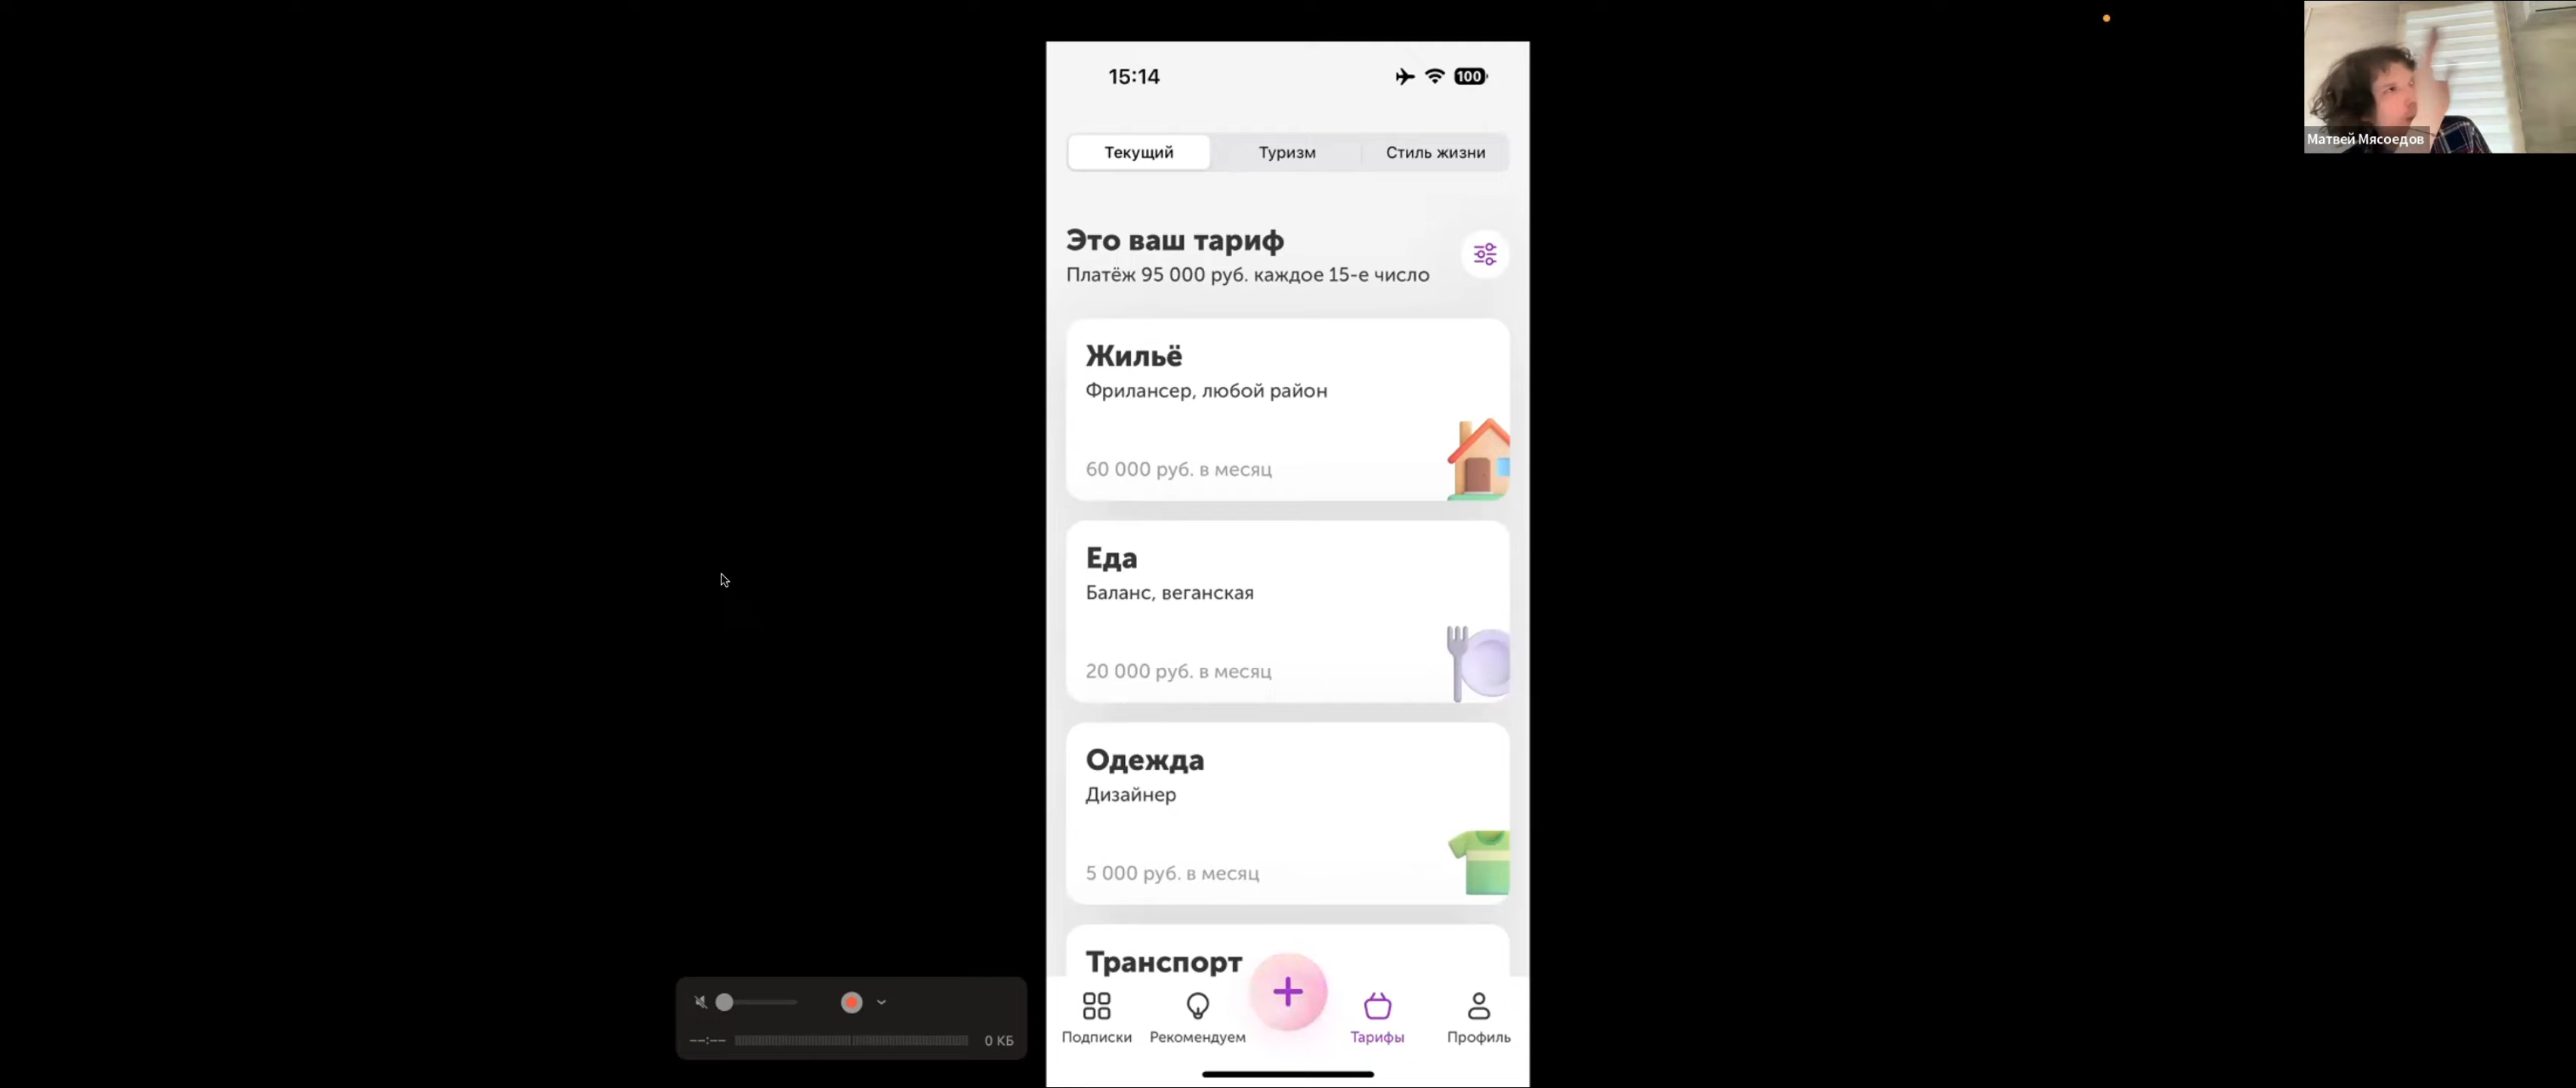 15:14
100
Матвей Мясоедов
Текущий
Туризм
Стиль жизни
Это ваш тариф
Платёж 95 000 руб. каждое 15-е число
Жильё
Фрилансер, любой район
60 000 руб. в месяц
Еда
Баланс, веганская
20 000 руб. в месяц
Одежда
Дизайнер
5 000 руб. в месяц
Транспорт
Подписки
Рекомендуем
Тарифы
Профиль
--:--
0 КБ